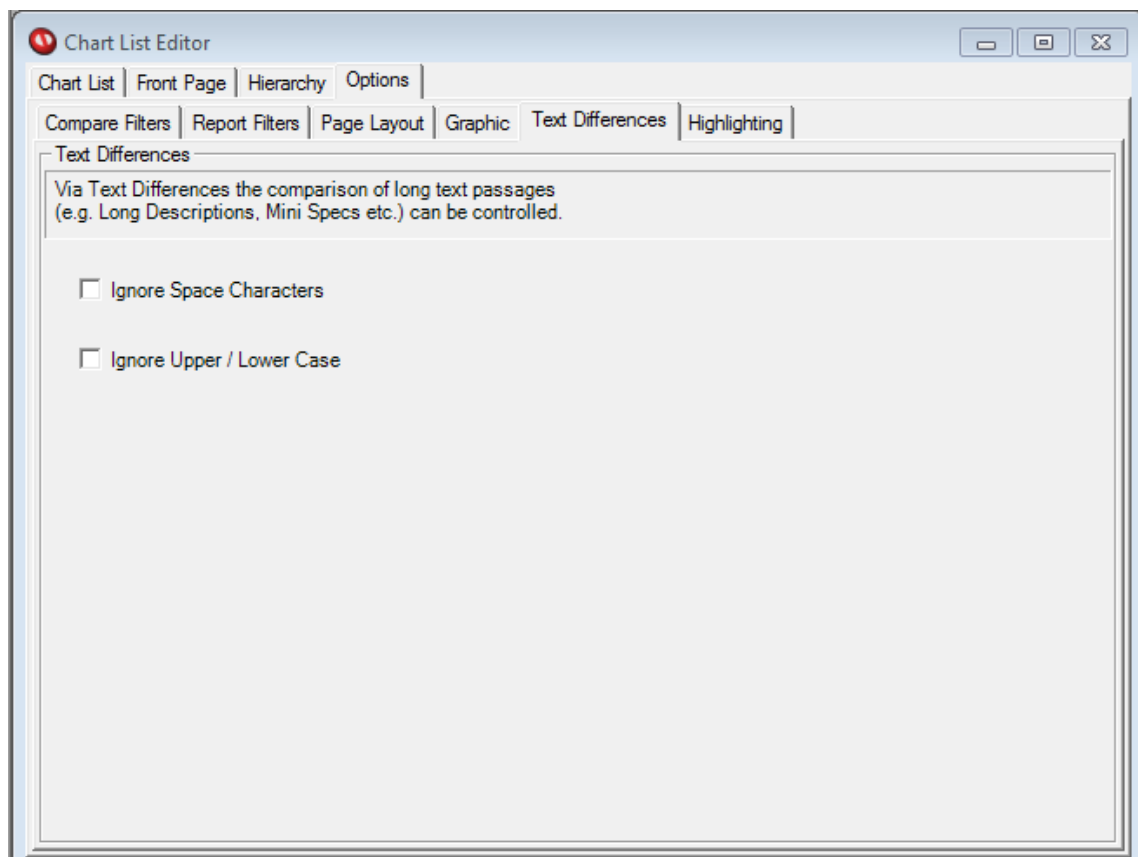 Chart List Editor
Chart List Front Page Hierarchy Options
Compare Filters Report Filters Page Layout Graphic Text Differences Highlighting
Text Differences
Via Text Differences the comparison of long text passages
(e.g. Long Descriptions, Mini Specs etc.) can be controlled.
Ignore Space Characters
Ignore Upper / Lower Case